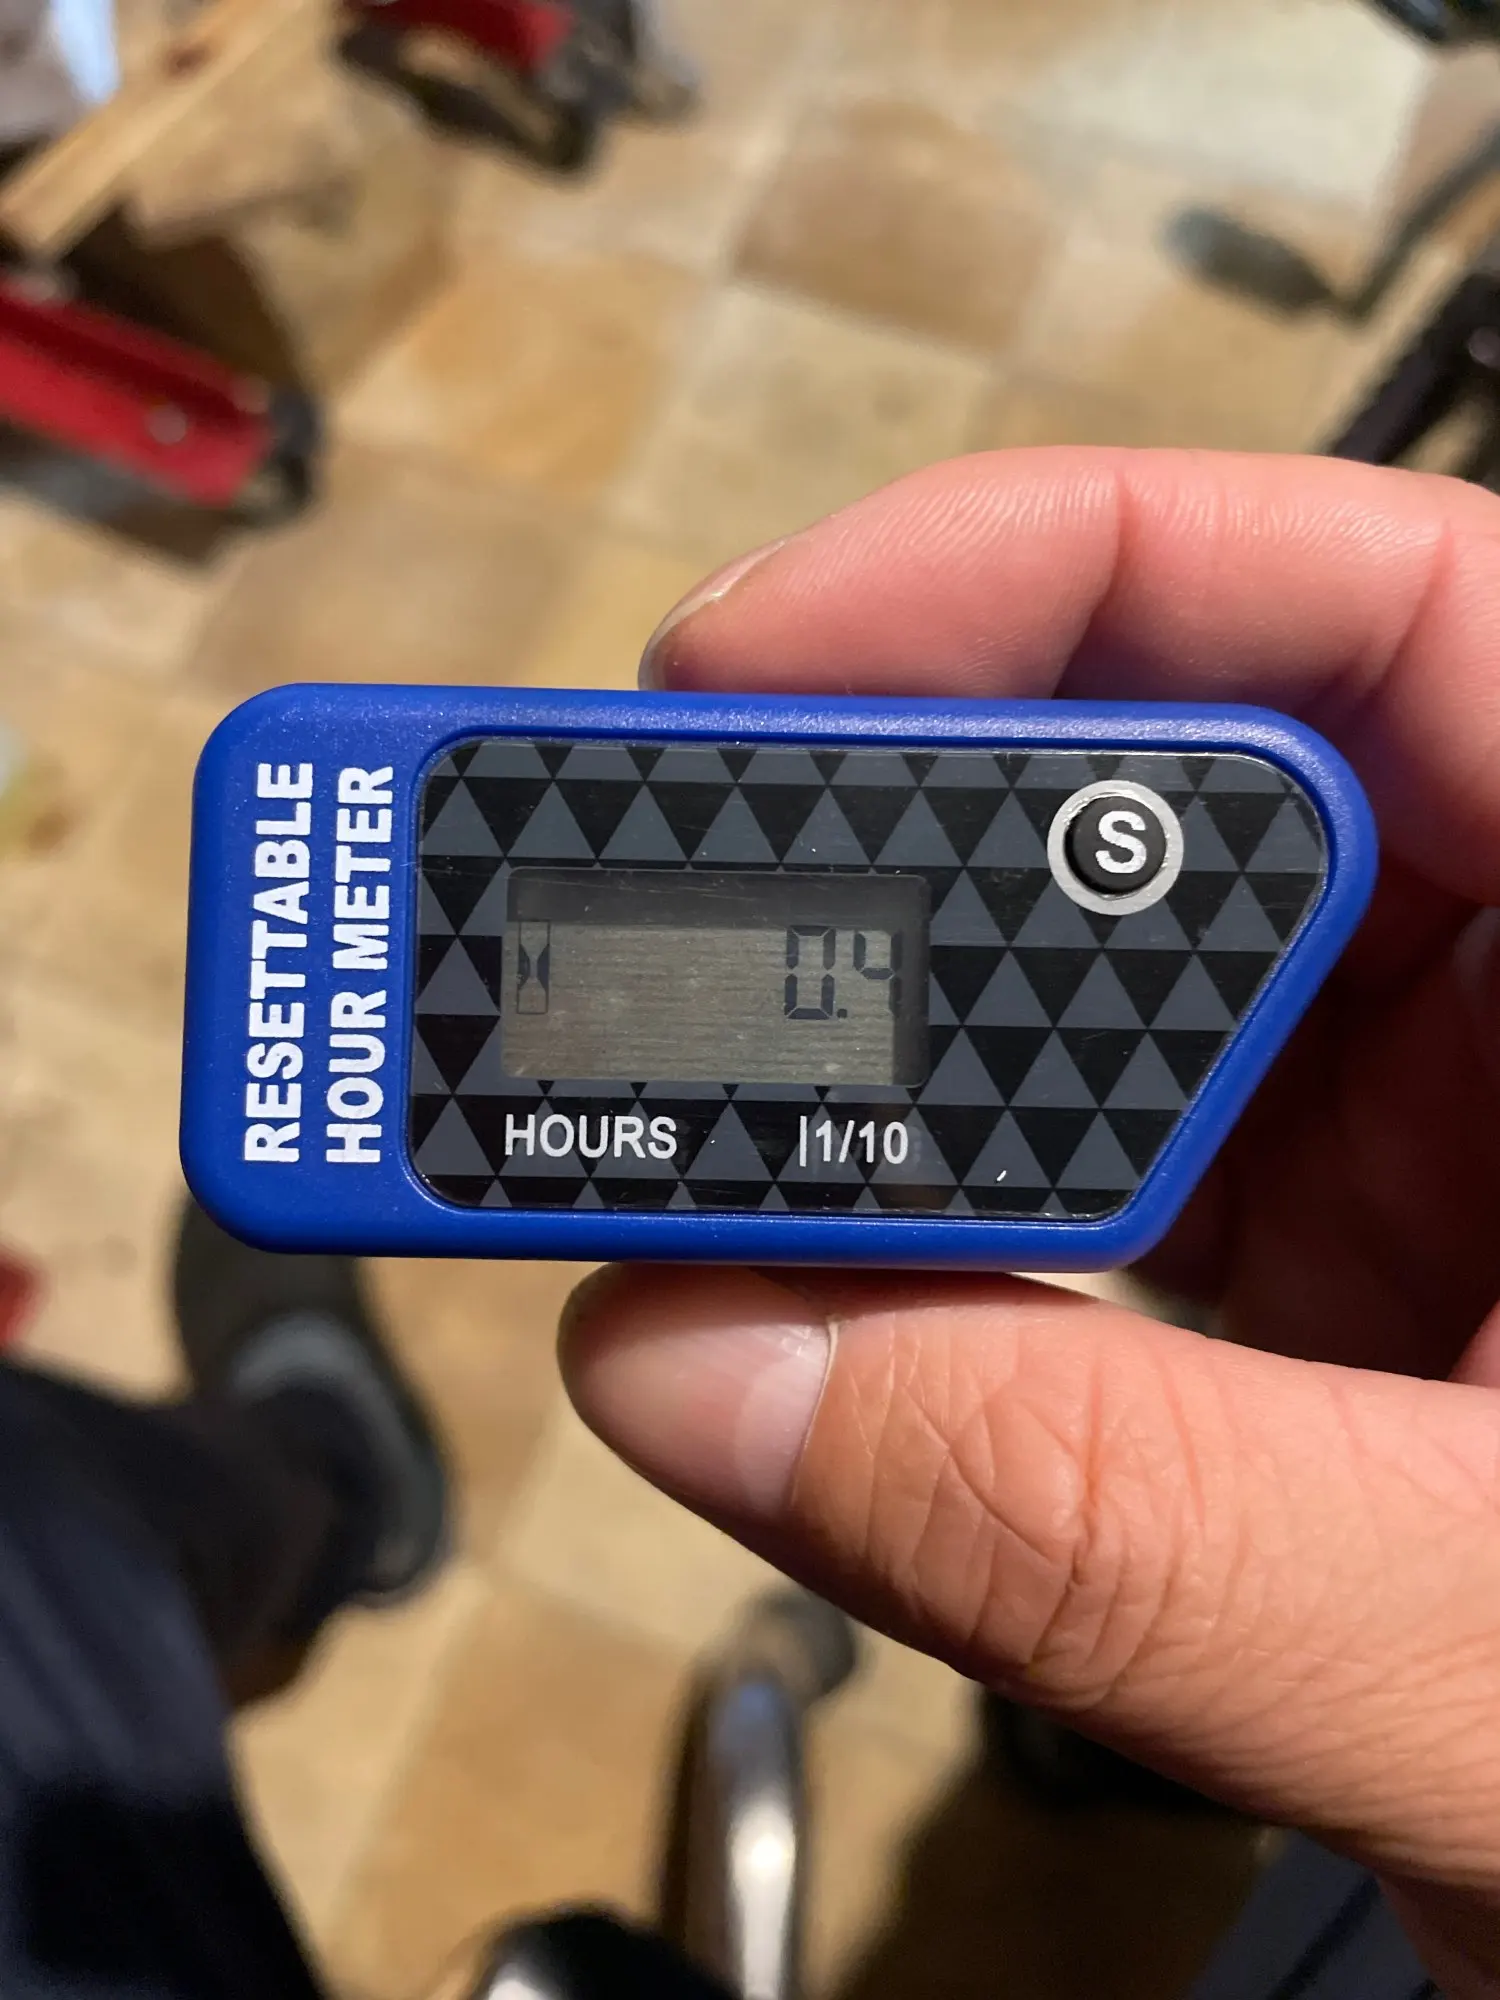 RESETTABLE
HOUR METER
S
0.4
HOURS |1/10